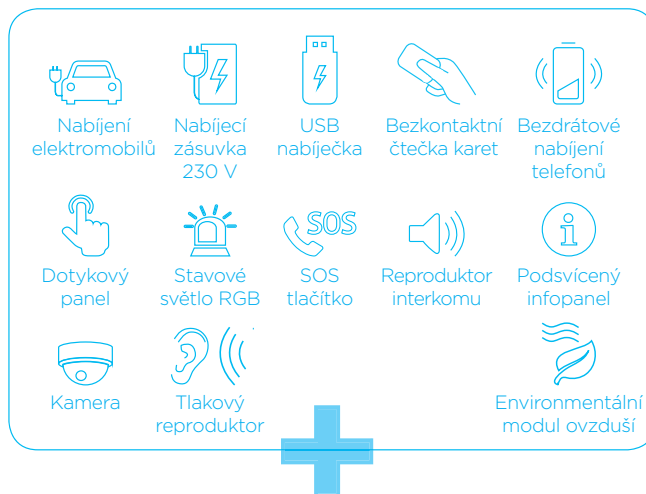 Nabíjení
elektromobilů
Nabíjecí
zásuvka
230 V
USB
nabíječka
Bezkontaktní
čtečka karet
Bezdrátové
nabíjení
telefonů
Dotykový
panel
Stavové
světlo RGB
SOS
SOS
tlačítko
Reproduktor
interkomu
Podsvícený
infopanel
Kamera
Tlakový
reproduktor
Environmentální
modul ovzduší